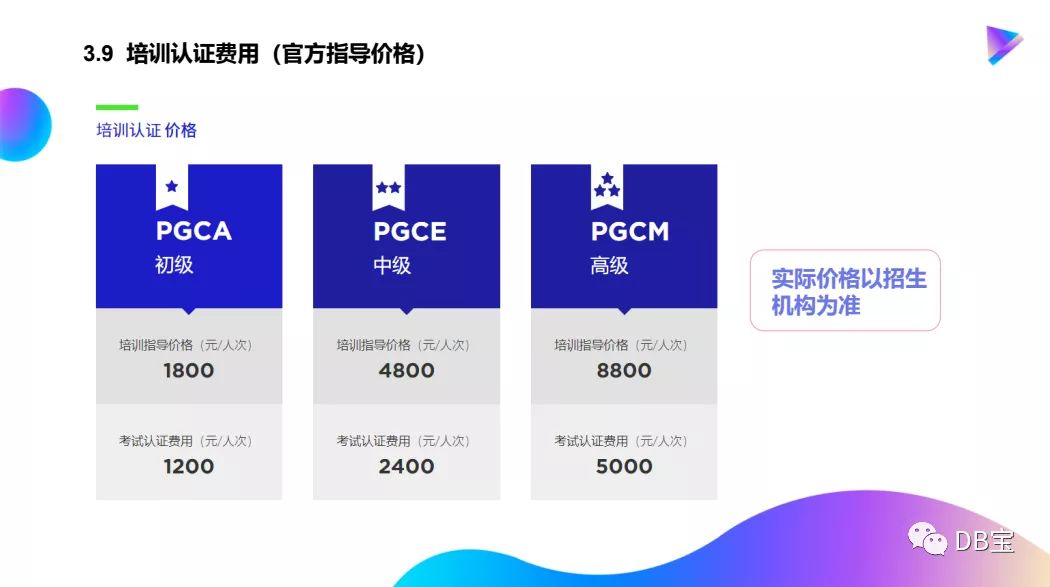 3.9 培训认证费用（官方指导价格）
培训认证价格
PGCA
初级
培训指导价格（元/人次）
1800
考试认证费用（元/人次）
1200
PGCE
中级
培训指导价格（元/人次）
4800
考试认证费用（元/人次）
2400
PGCM
高级
培训指导价格（元/人次）
8800
考试认证费用（元/人次）
5000
实际价格以招生
机构为准
DB宝